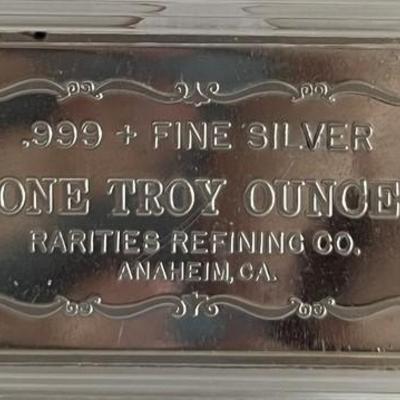 .999 + FINE SILVER
ONE TROY OUNCE
RARITIES REFINING CO.
ANAHEIM, CA.